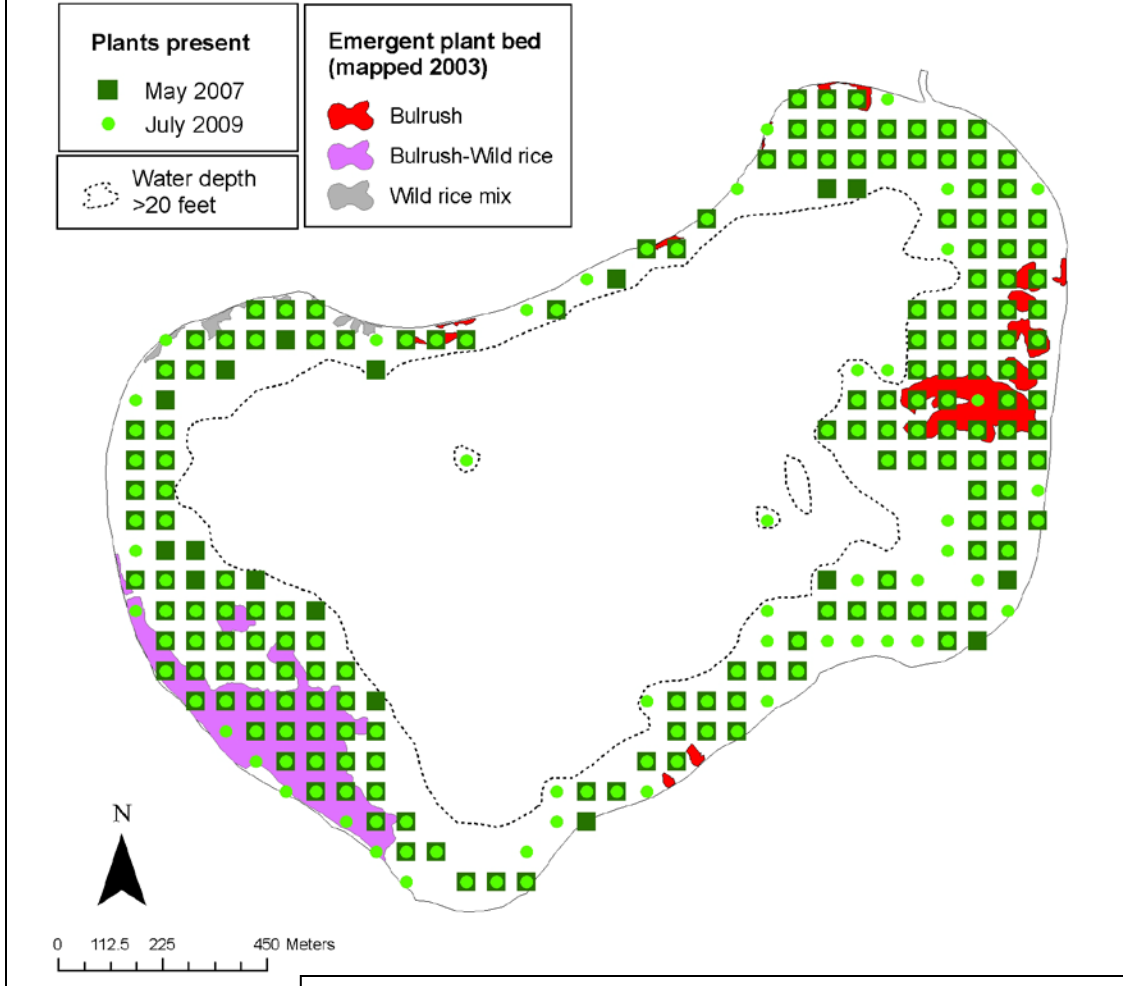 Plants present
May 2007
July 2009
Water depth
>20 feet
Emergent plant bed
(mapped 2003)
Bulrush
Bulrush-Wild rice
Wild rice mix
N
0 112.5 225 450 Meters